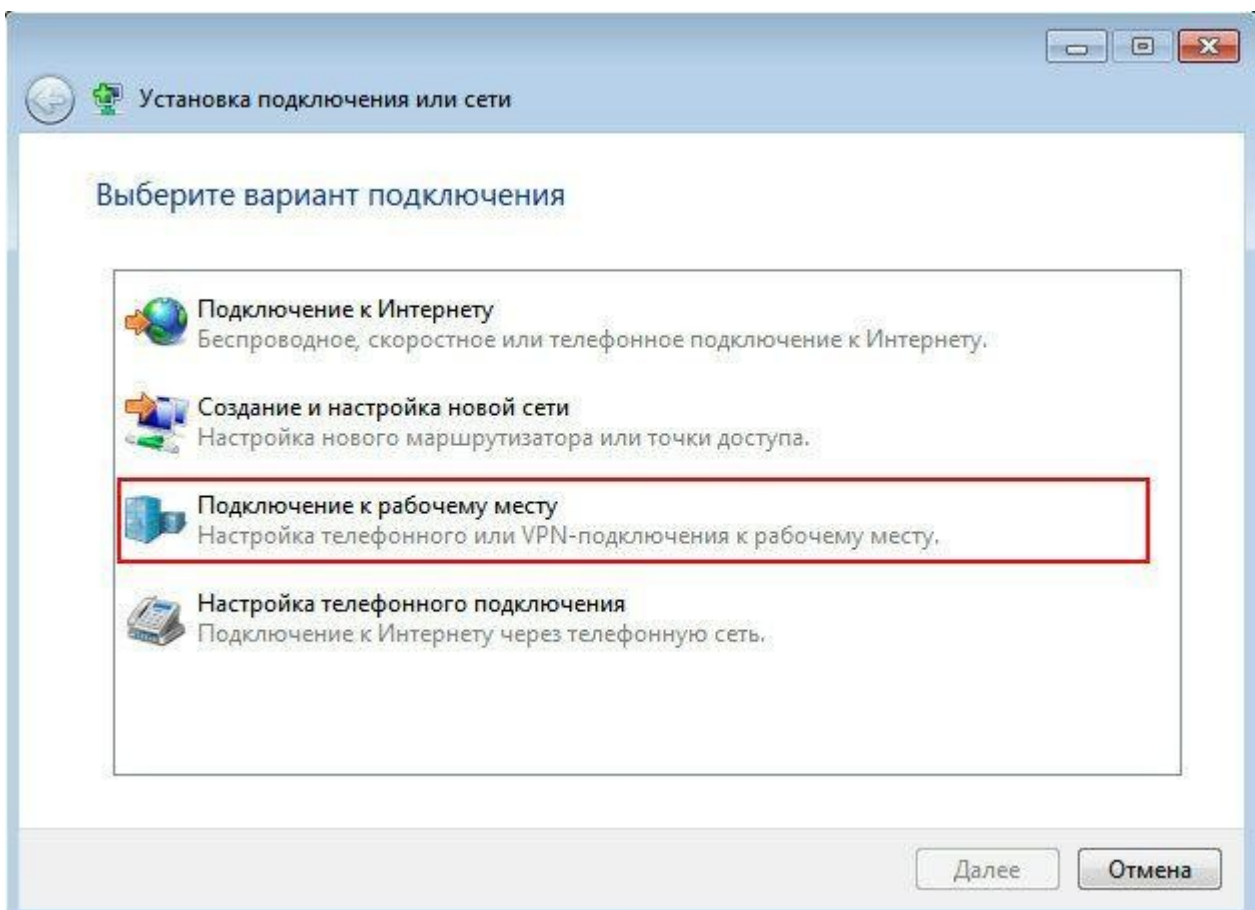 Установка подключения или сети
Выберите вариант подключения
Подключение к Интернету
Беспроводное, скоростное или телефонное подключение к Интернету.
Создание и настройка новой сети
Настройка нового маршрутизатора или точки доступа.
Подключение к рабочему месту
Настройка телефонного или VPN-подключения к рабочему месту.
Настройка телефонного подключения
Подключение к Интернету через телефонную сеть.
Далее
Отмена